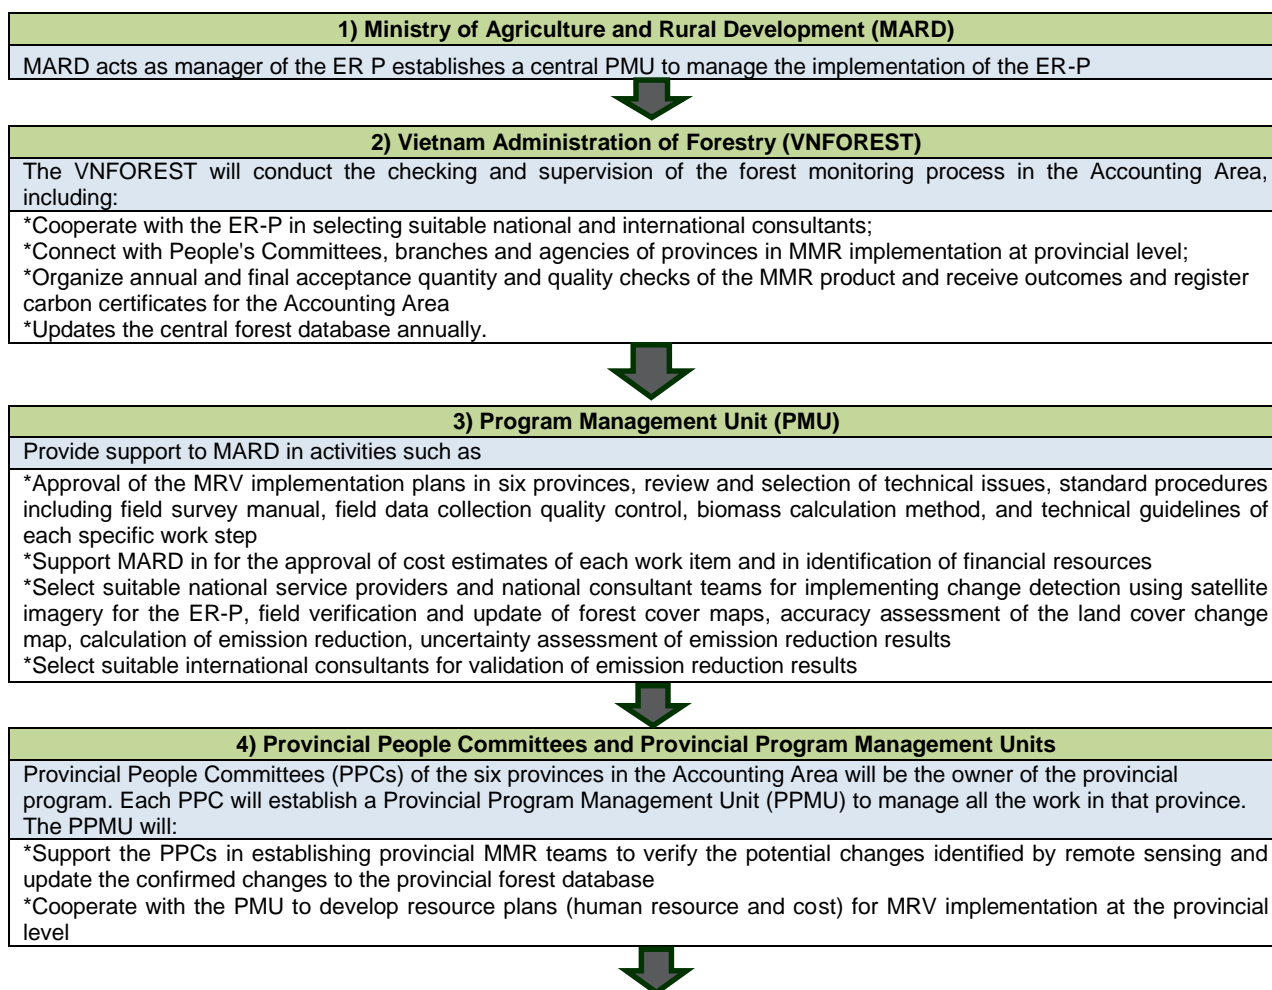 1) Ministry of Agriculture and Rural Development (MARD)
MARD acts as manager of the ER P establishes a central PMU to manage the implementation of the ER-P
2) Vietnam Administration of Forestry (VNFOREST)
The VNFOREST will conduct the checking and supervision of the forest monitoring process in the Accounting Area,
including:
*Cooperate with the ER-P in selecting suitable national and international consultants;
*Connect with People's Committees, branches and agencies of provinces in MMR implementation at provincial level;
*Organize annual and final acceptance quantity and quality checks of the MMR product and receive outcomes and register
carbon certificates for the Accounting Area
*Updates the central forest database annually.
3) Program Management Unit (PMU)
Provide support to MARD in activities such as
*Approval of the MRV implementation plans in six provinces, review and selection of technical issues, standard procedures
including field survey manual, field data collection quality control, biomass calculation method, and technical guidelines of
each specific work step
*Support MARD in for the approval of cost estimates of each work item and in identification of financial resources
*Select suitable national service providers and national consultant teams for implementing change detection using satellite
imagery for the ER-P, field verification and update of forest cover maps, accuracy assessment of the land cover change
map, calculation of emission reduction, uncertainty assessment of emission reduction results
*Select suitable international consultants for validation of emission reduction results
4) Provincial People Committees and Provincial Program Management Units
Provincial People Committees (PPCs) of the six provinces in the Accounting Area will be the owner of the provincial
program. Each PPC will establish a Provincial Program Management Unit (PPMU) to manage all the work in that province.
The PPMU will:
*Support the PPCs in establishing provincial MMR teams to verify the potential changes identified by remote sensing and
update the confirmed changes to the provincial forest database
*Cooperate with the PMU to develop resource plans (human resource and cost) for MRV implementation at the provincial
level